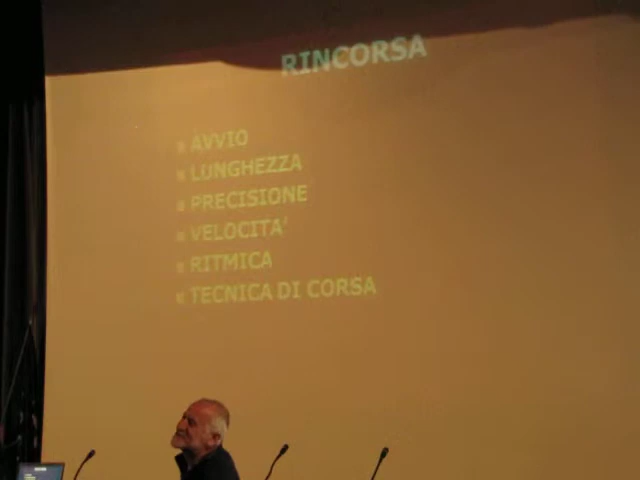 RINCORSA
AVVIO
LUNGHEZZA
PRECISIONE
VELOCITA'
RITMICA
TECNICA DI CORSA